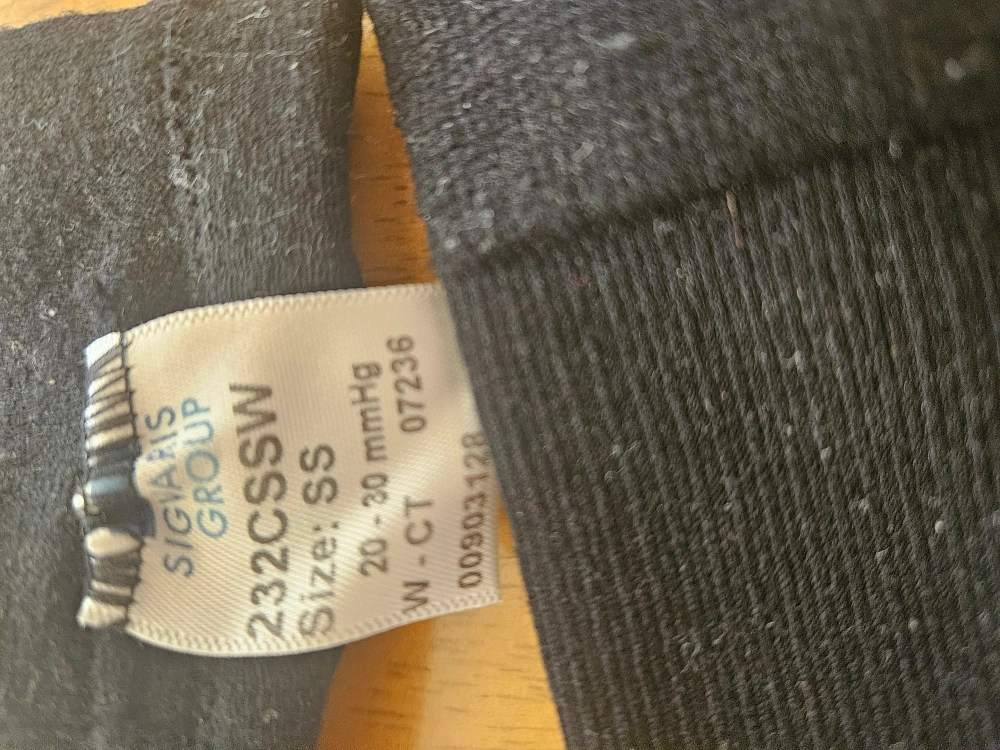 SIGVARIS
GROUP
232CSSW
Size: SS
20 - 30 mmHg
W - CT 07236
00903128